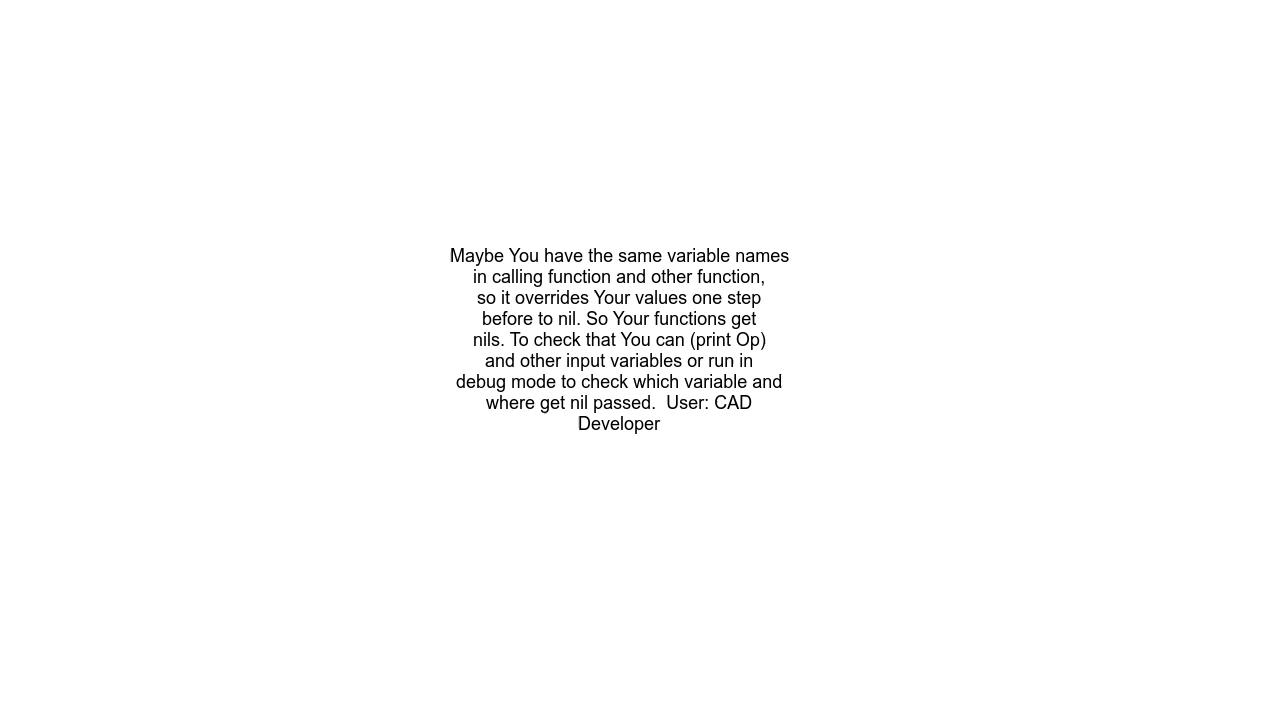 Maybe You have the same variable names
in calling function and other function,
so it overrides Your values one step
before to nil. So Your functions get
nils. To check that You can (print Op)
and other input variables or run in
debug mode to check which variable and
where get nil passed.  User: CAD
Developer